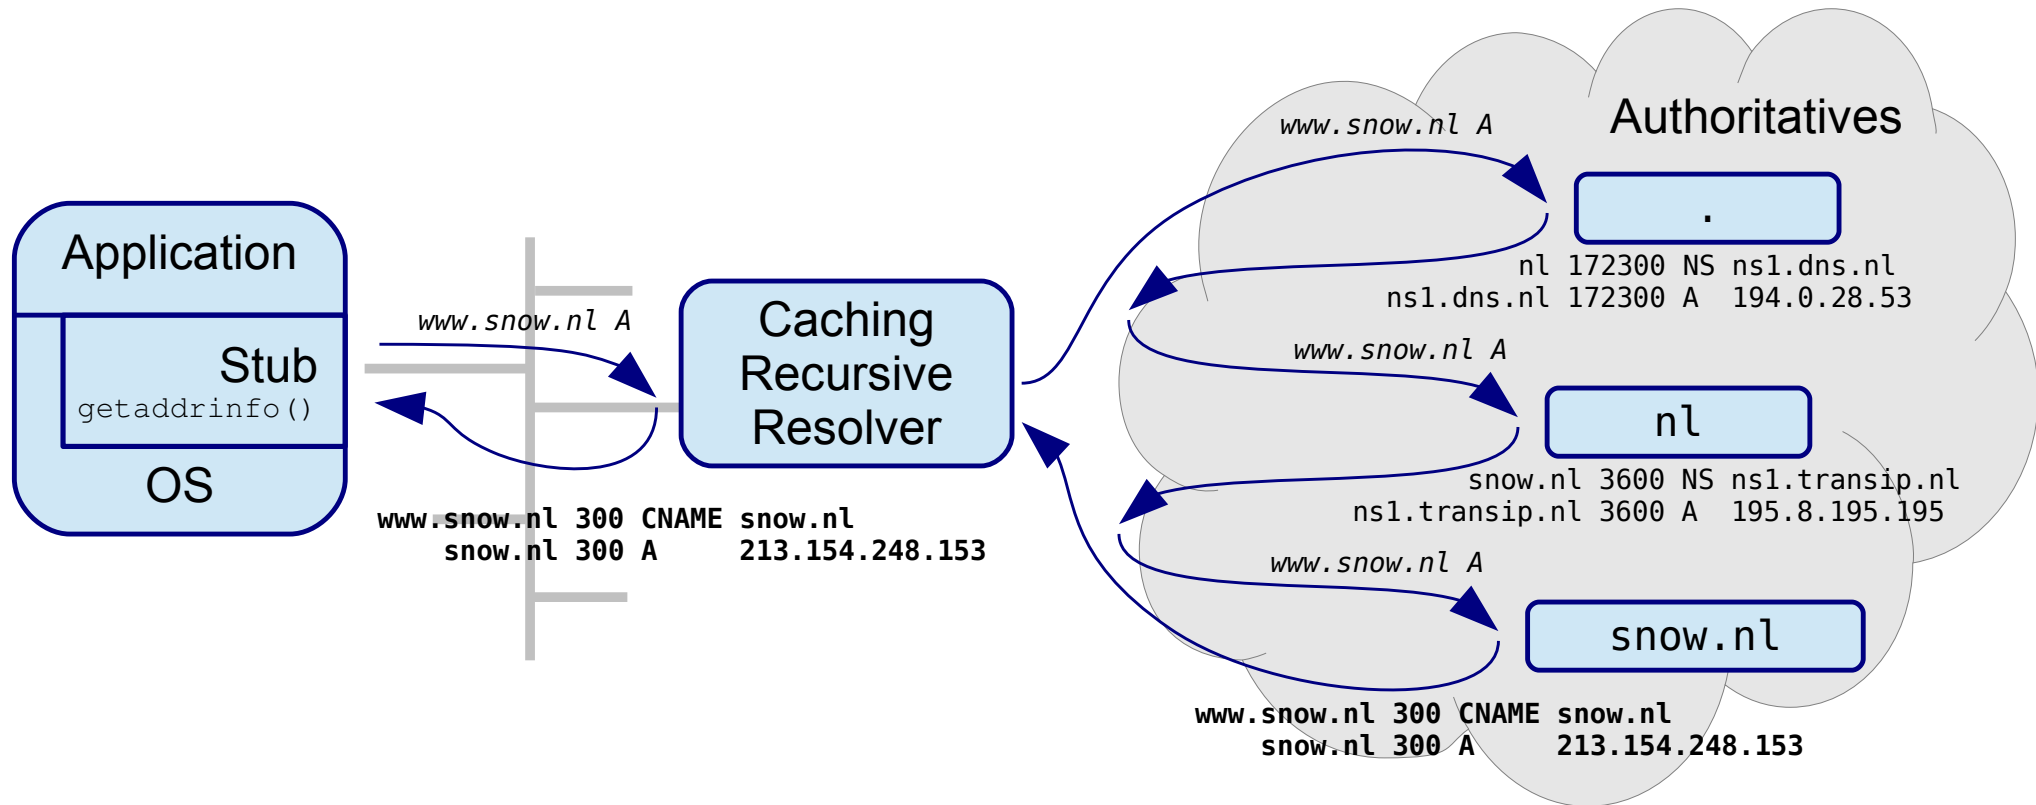 Application
Stub
getaddrinfo()
OS
www.snow.nl A
www.snow.nl 300 CNAME snow.nl
snow.nl 300 A 213.154.248.153
Caching
Recursive
Resolver
Authoritatives
www.snow.nl A
.
nl 172300 NS ns1.dns.nl
ns1.dns.nl 172300 A 194.0.28.53
www.snow.nl A
nl
snow.nl 3600 NS ns1.transip.nl
ns1.transip.nl 3600 A 195.8.195.195
www.snow.nl A
snow.nl
www.snow.nl 300 CNAME snow.nl
snow.nl 300 A 213.154.248.153